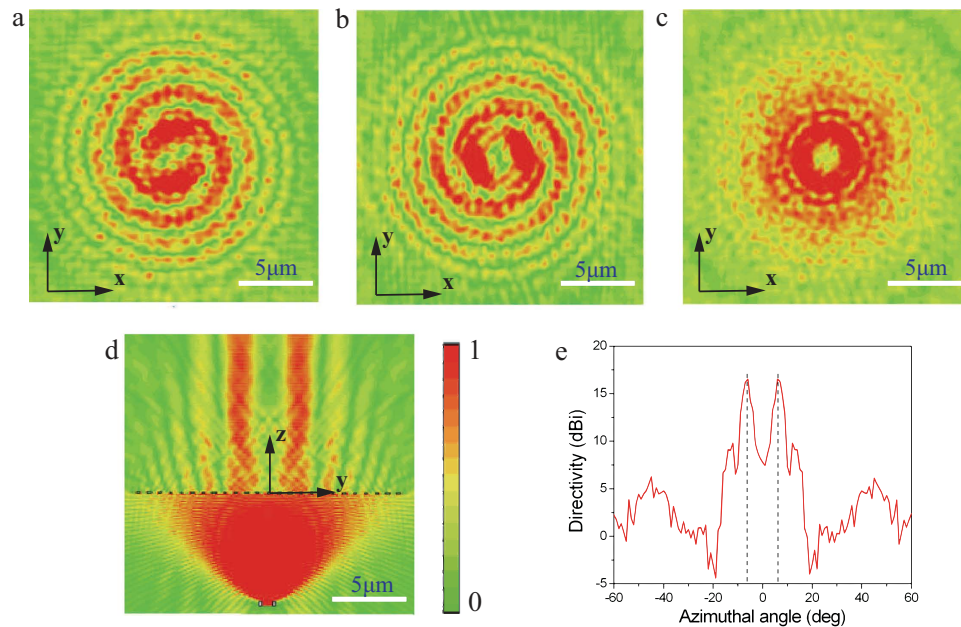 a
y
x
5μm
b
y
x
5μm
c
y
x
5μm
d
z
y
5μm
1
0
e
Directivity (dBi)
20
15
10
5
0
-5
-60 -40 -20 0 20 40 60
Azimuthal angle (deg)